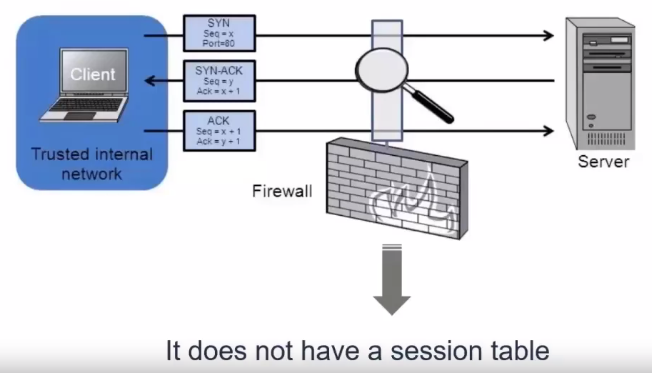 SYN
Seq = x
Port=80
Client
SYN-ACK
Seq = y
Ack = x + 1
ACK
Seq = x + 1
Ack = y + 1
Trusted internal
network
Server
Firewall
It does not have a session table